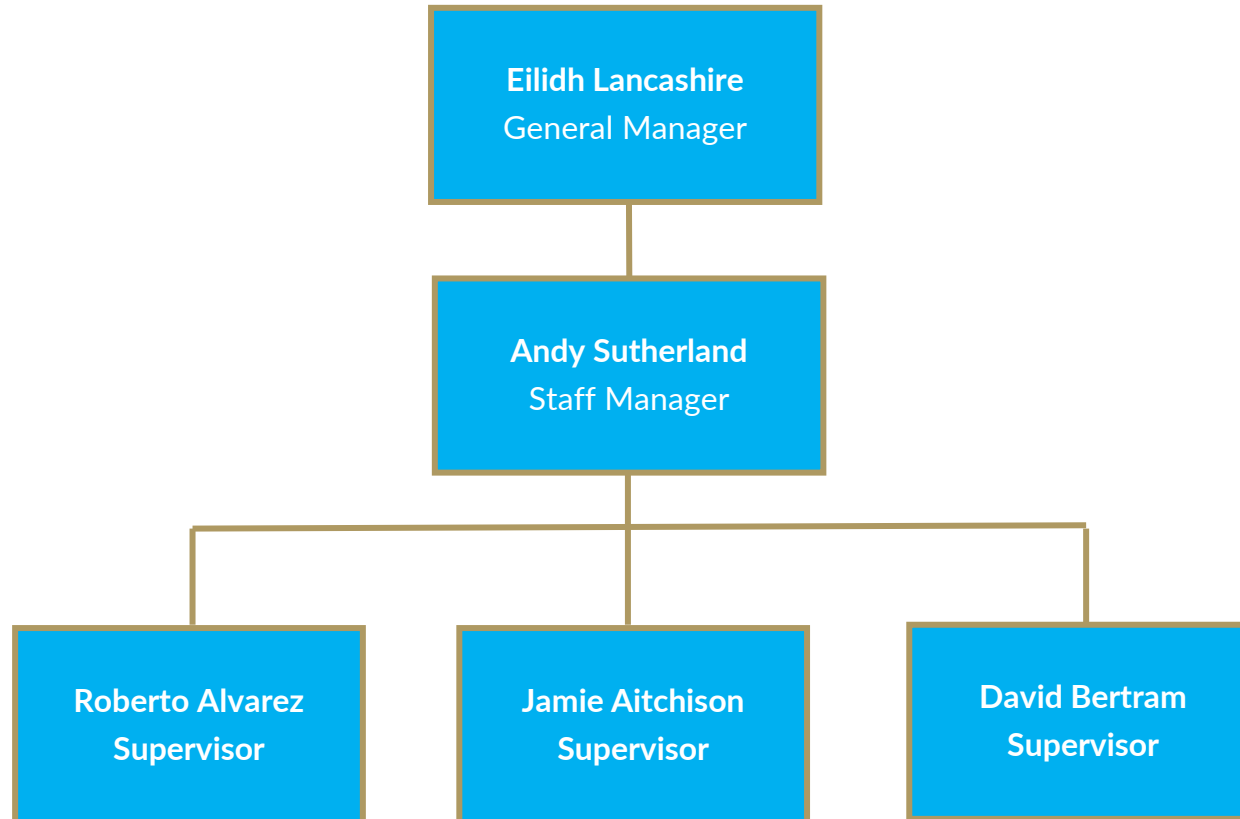 Eilidh Lancashire
General Manager
Andy Sutherland
Staff Manager
Roberto Alvarez
Supervisor
Jamie Aitchison
Supervisor
David Bertram
Supervisor